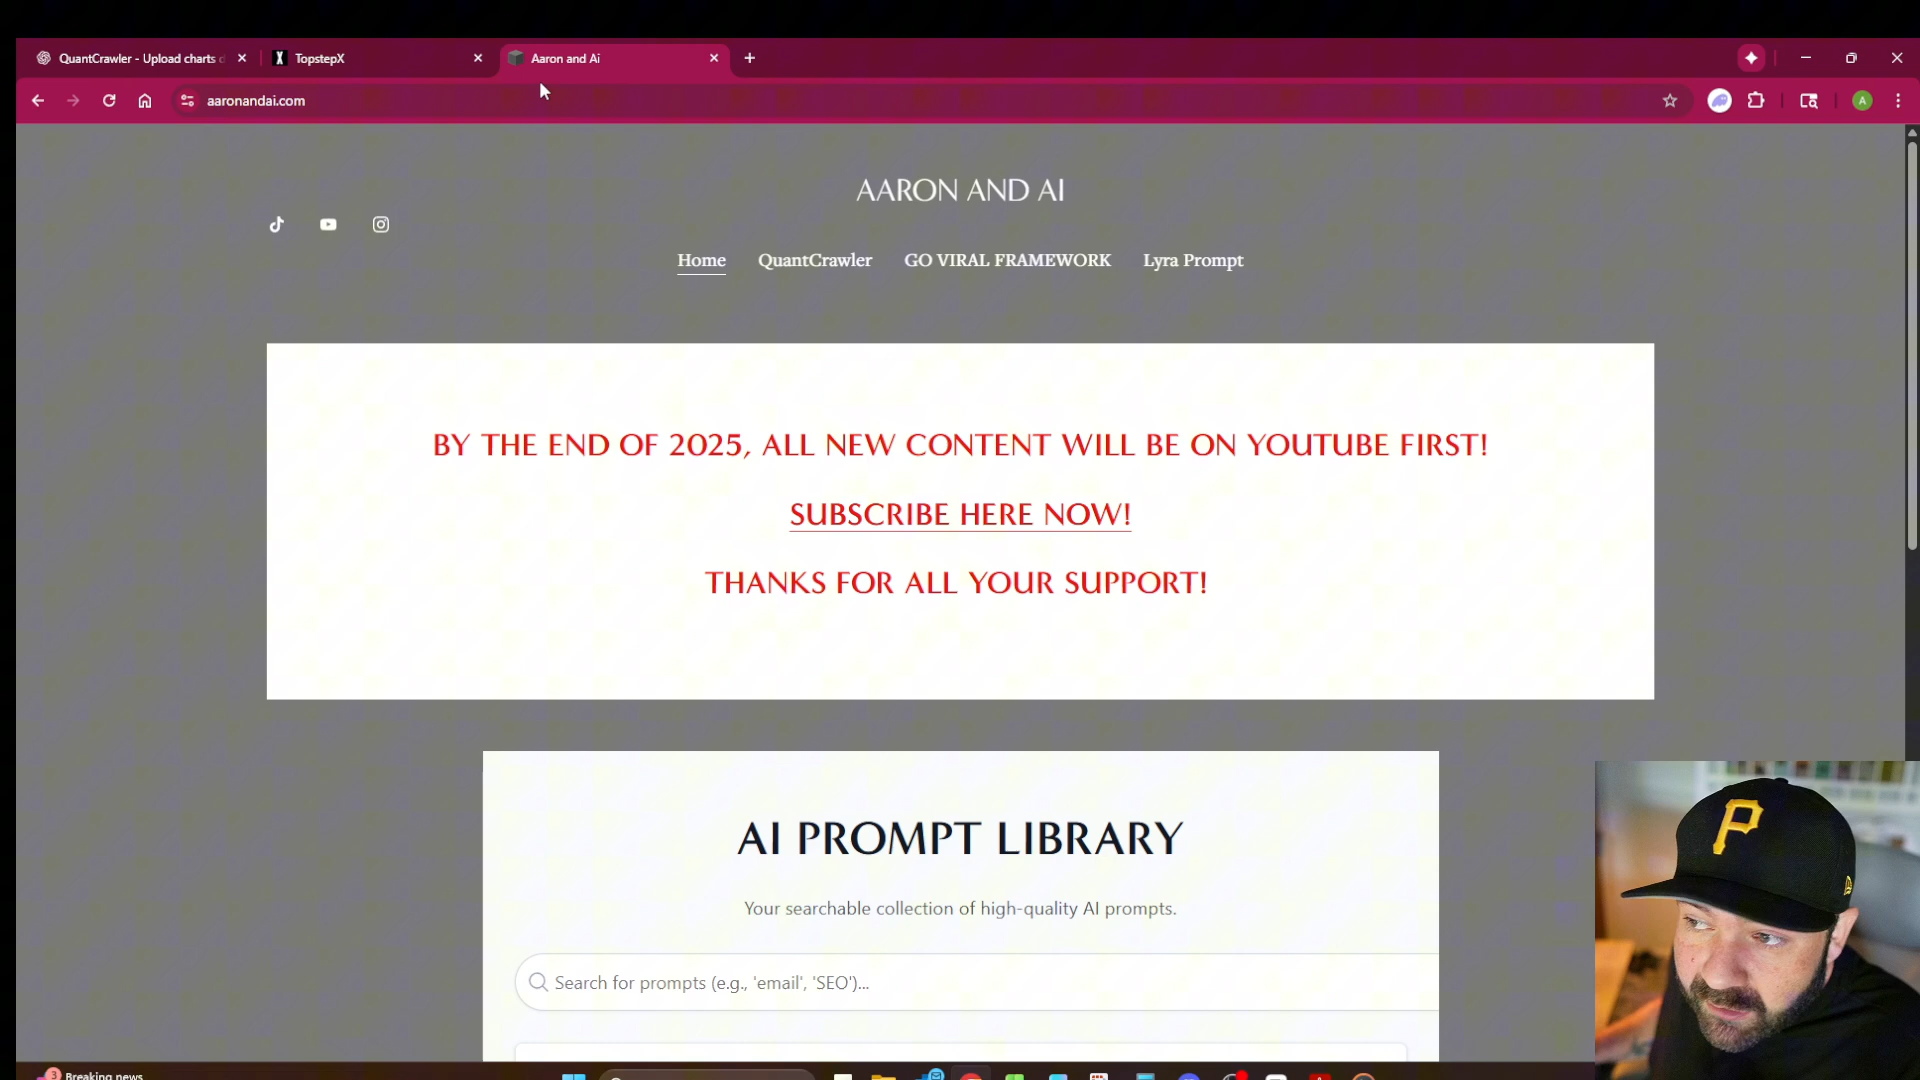 QuantCrawler - Upload charts
TopstepX
Aaron and Ai
aaronandai.com
A
AARON AND AI
Home
QuantCrawler
GO VIRAL FRAMEWORK
Lyra Prompt
BY THE END OF 2025, ALL NEW CONTENT WILL BE ON YOUTUBE FIRST!
SUBSCRIBE HERE NOW!
THANKS FOR ALL YOUR SUPPORT!
AI PROMPT LIBRARY
Your searchable collection of high-quality AI prompts.
Search for prompts (e.g., 'email', 'SEO')...
P
3
Breaking news